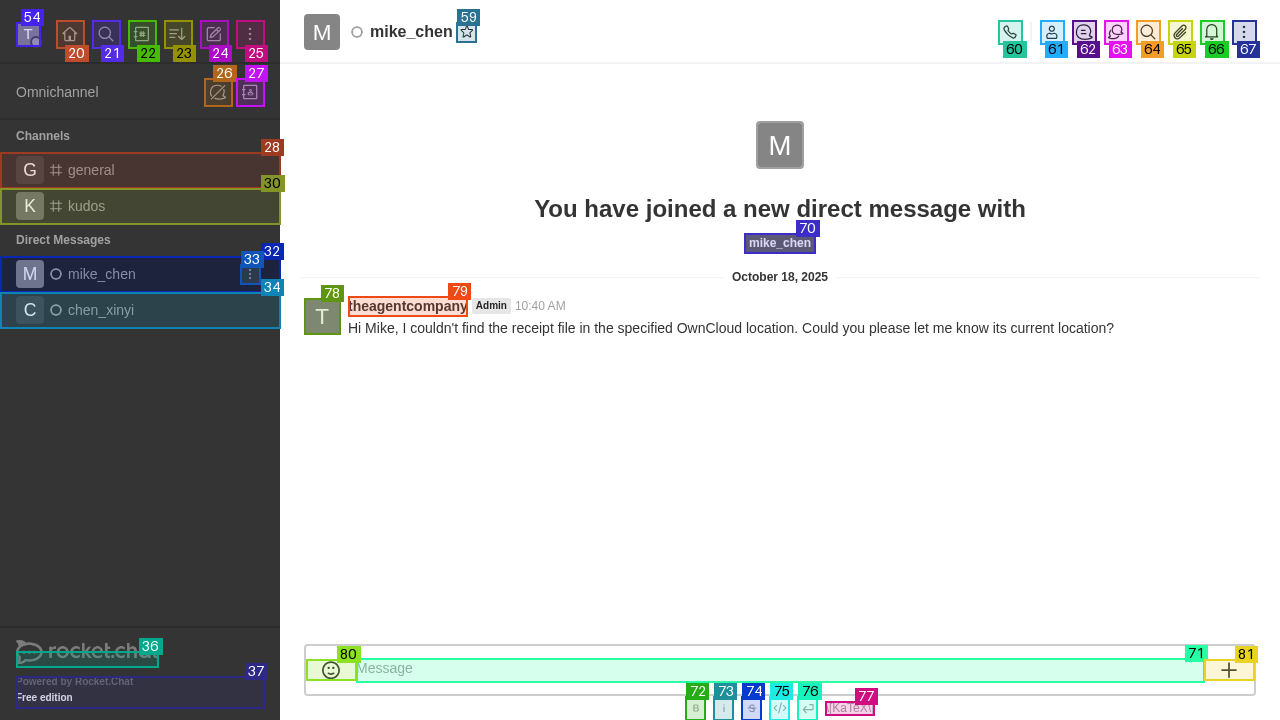 54
T
20
21
22
23
24
25
M
mike_chen
59
60
61
62
63
64
65
66
67
Omnichannel
26
27
Channels
28
G general
30
K kudos
Direct Messages
32
M mike_chen
33
34
C chen_xinyi
M
You have joined a new direct message with
70
mike_chen
October 18, 2025
78
T
79
theagentcompany Admin 10:40 AM
Hi Mike, I couldn't find the receipt file in the specified OwnCloud location. Could you please let me know its current location?
36
rocket.chat
37
Powered by Rocket.Chat
Free edition
80
Message
71
81
72
73
74
75
76
77
B
i
S
\KaTeX\